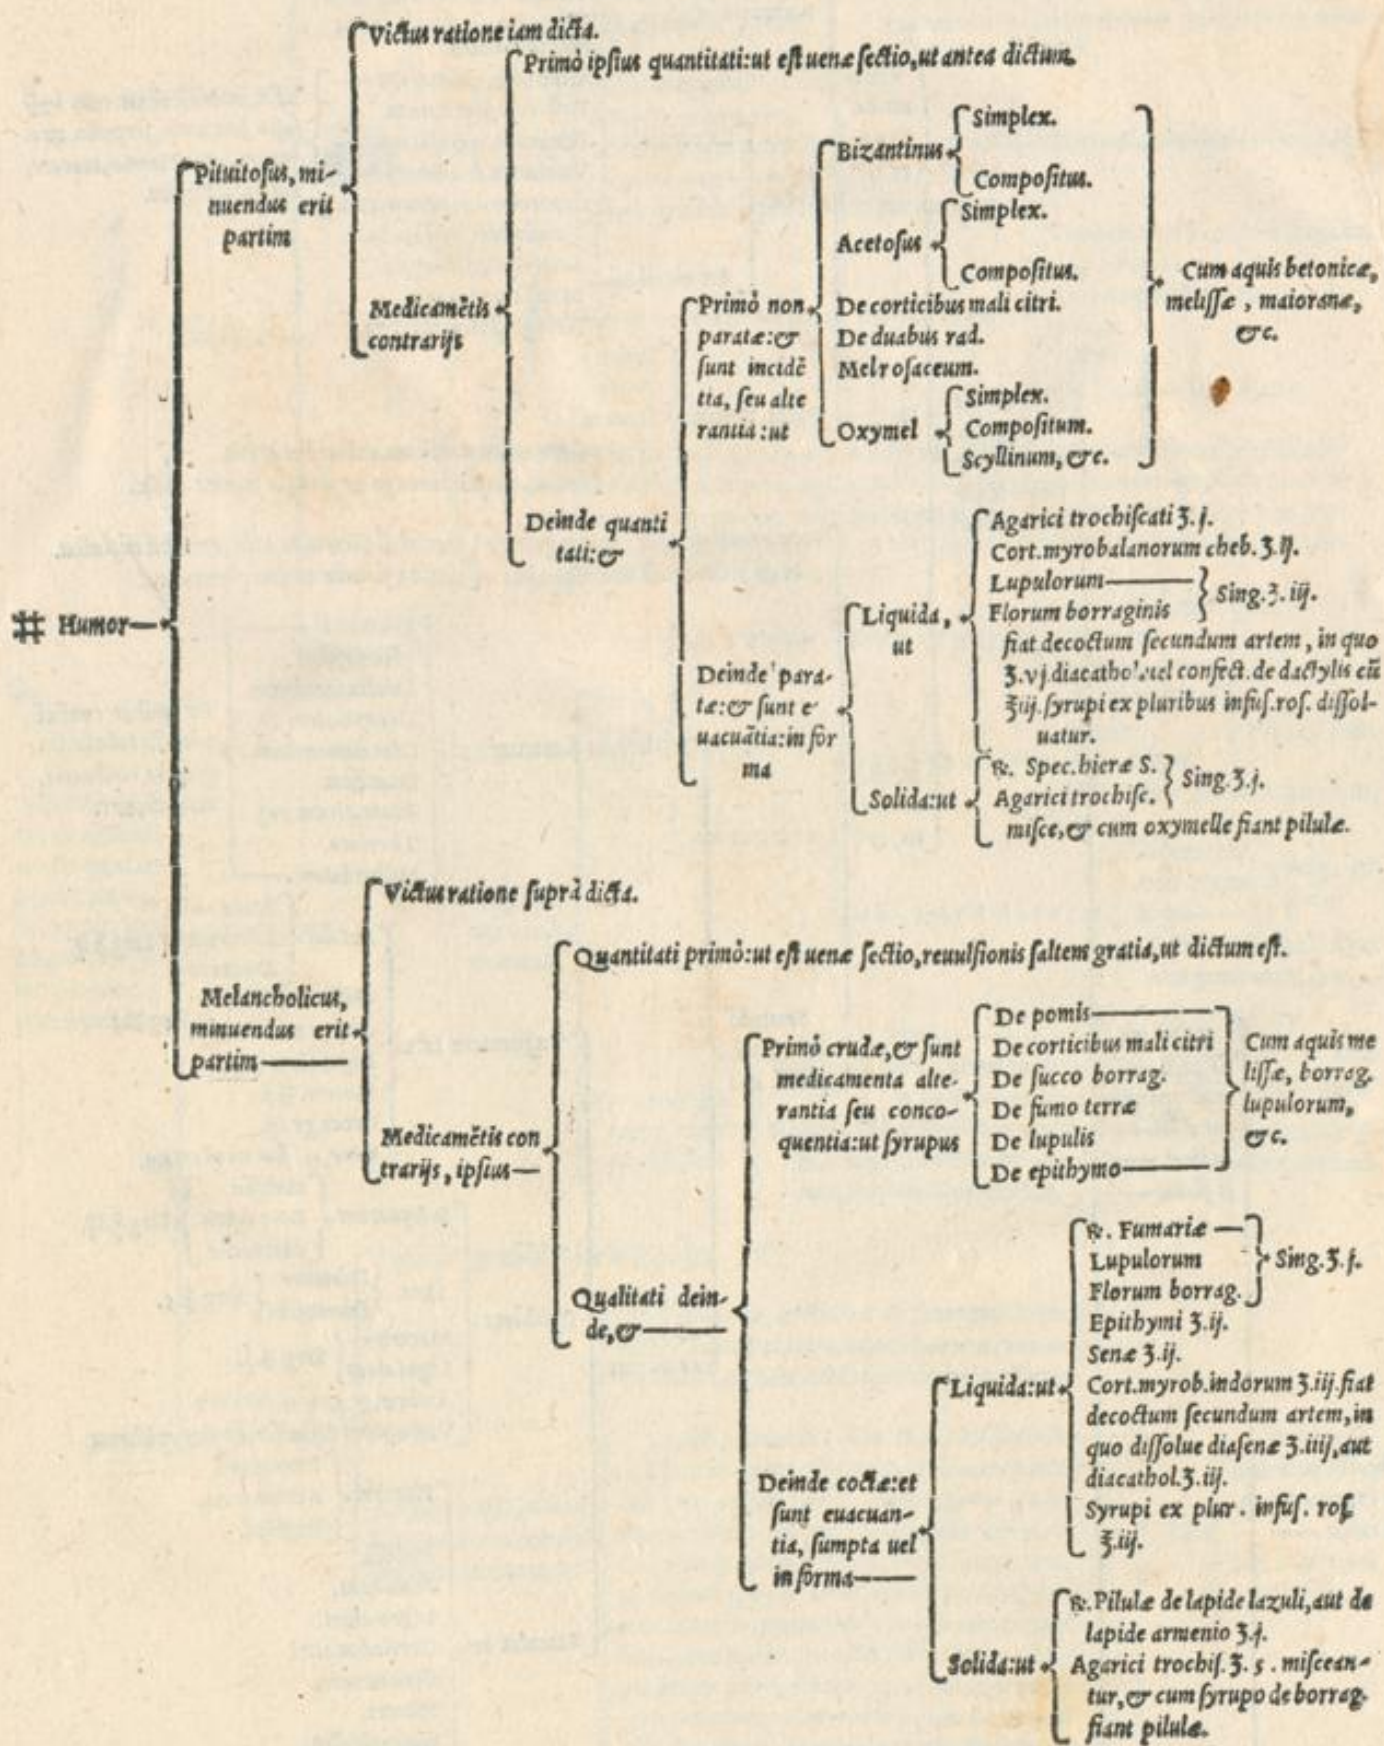 Victus ratione iam dicta.
Primò ipsius quantitati:ut est uenæ sectio,ut antea dictum.
Pituitosus, mi-
nuendus erit
partim
Medicamẽtis
contrarijs
Bizantinus
Simplex.
Compositus.
Acetosus
Simplex.
Compositus.
De corticibus mali citri.
De duabus rad.
Mel rosaceum.
Oxymel
Simplex.
Compositum.
Scyllinum, &c.
Cum aquis betonicæ,
melissæ, maioranæ,
&c.
Primò non
paratæ:&
sunt incidẽ
tia, seu alte
rantia:ut
Deinde quanti
tati:&
# Humor
Deinde para-
tæ:& sunt e-
uacuãtia:in for
ma
Liquida,
ut
Agarici trochiscati ʒ.j.
Cort.myrobalanorum cheb.ʒ.ij.
Lupulorum
Florum borraginis
Sing.ʒ.iij.
fiat decoctum secundum artem, in quo
ʒ.vj.diacatho. uel confect.de dactylis cũ
℥iij.syrupi ex pluribus infus.ros. dissol-
uatur.
Solida:ut
℞. Spec.hieræ S.
Agarici trochisc.
Sing.ʒ.j.
misce,& cum oxymelle fiant pilulæ.
Melancholicus,
minuendus erit
partim
Victus ratione suprà dicta.
Quantitati primò:ut est uenæ sectio,reuulsionis saltem gratia,ut dictum est.
Medicamẽtis con
trarijs, ipsius
Primò crudæ,& sunt
medicamenta alte-
rantia seu conco-
quentia:ut syrupus
De pomis
De corticibus mali citri
De succo borrag.
De fumo terræ
De lupulis
De epithymo
Cum aquis me
lissæ, borrag.
lupulorum,
&c.
Qualitati dein-
de,&
Deinde coctæ:et
sunt euacuan-
tia, sumpta uel
in forma
Liquida:ut
℞. Fumariæ
Lupulorum
Florum borrag.
Sing.ʒ.j.
Epithymi ʒ.ij.
Senæ ʒ.ij.
Cort.myrob.indorum ʒ.iij.fiat
decoctum secundum artem,in
quo dissolue diasenæ ʒ.iiij,aut
diacathol.ʒ.iij.
Syrupi ex plur. infus. ros.
℥.iij.
Solida:ut
℞.Pilulæ de lapide lazuli,aut de
lapide armenio ʒ.j.
Agarici trochis.ʒ. s. miscean-
tur,& cum syrupo de borrag.
fiant pilulæ.